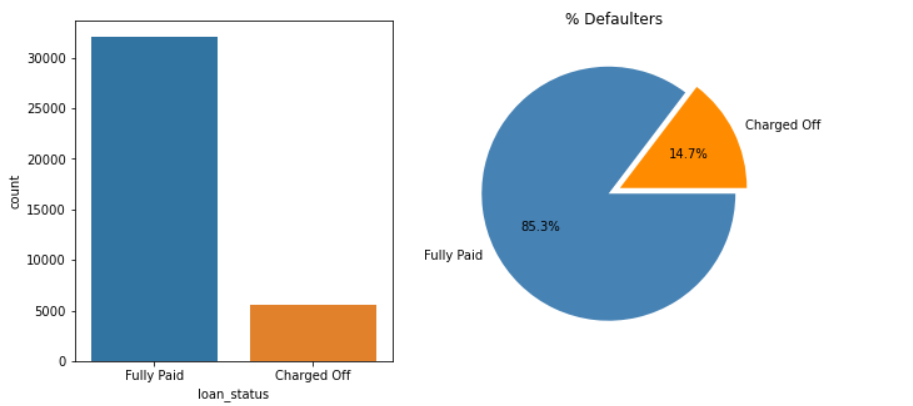 30000
25000
20000
15000
10000
5000
0
count
Fully Paid
Charged Off
loan_status
% Defaulters
Charged Off
14.7%
85.3%
Fully Paid